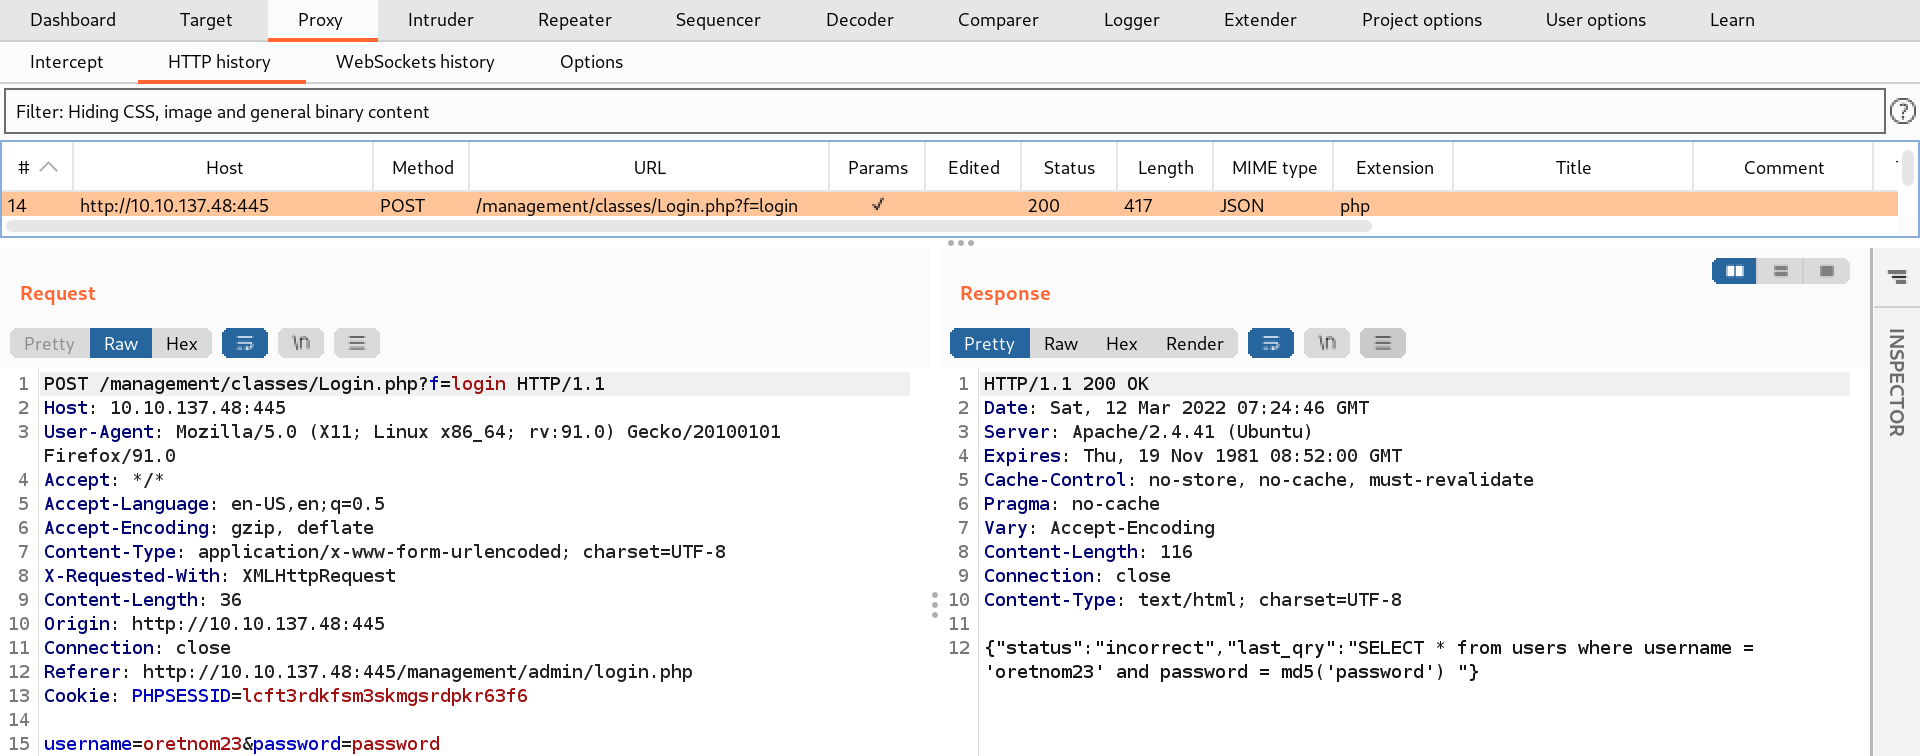 Dashboard Target Proxy Intruder Repeater Sequencer Decoder Comparer Logger Extender Project options User options Learn
Intercept HTTP history WebSockets history Options
Filter: Hiding CSS, image and general binary content ?
# Host Method URL Params Edited Status Length MIME type Extension Title Comment
14 http://10.10.137.48:445 POST /management/classes/Login.php?f=login ✓ 200 417 JSON php
Request
Pretty Raw Hex \n
1 POST /management/classes/Login.php?f=login HTTP/1.1
2 Host: 10.10.137.48:445
3 User-Agent: Mozilla/5.0 (X11; Linux x86_64; rv:91.0) Gecko/20100101
Firefox/91.0
4 Accept: */*
5 Accept-Language: en-US,en;q=0.5
6 Accept-Encoding: gzip, deflate
7 Content-Type: application/x-www-form-urlencoded; charset=UTF-8
8 X-Requested-With: XMLHttpRequest
9 Content-Length: 36
10 Origin: http://10.10.137.48:445
11 Connection: close
12 Referer: http://10.10.137.48:445/management/admin/login.php
13 Cookie: PHPSESSID=lcft3rdkfsm3skmgsrdpkr63f6
14
15 username=oretnom23&password=password
Response
Pretty Raw Hex Render \n
1 HTTP/1.1 200 OK
2 Date: Sat, 12 Mar 2022 07:24:46 GMT
3 Server: Apache/2.4.41 (Ubuntu)
4 Expires: Thu, 19 Nov 1981 08:52:00 GMT
5 Cache-Control: no-store, no-cache, must-revalidate
6 Pragma: no-cache
7 Vary: Accept-Encoding
8 Content-Length: 116
9 Connection: close
10 Content-Type: text/html; charset=UTF-8
11
12 {"status":"incorrect","last_qry":"SELECT * from users where username =
'oretnom23' and password = md5('password') "}
INSPECTOR